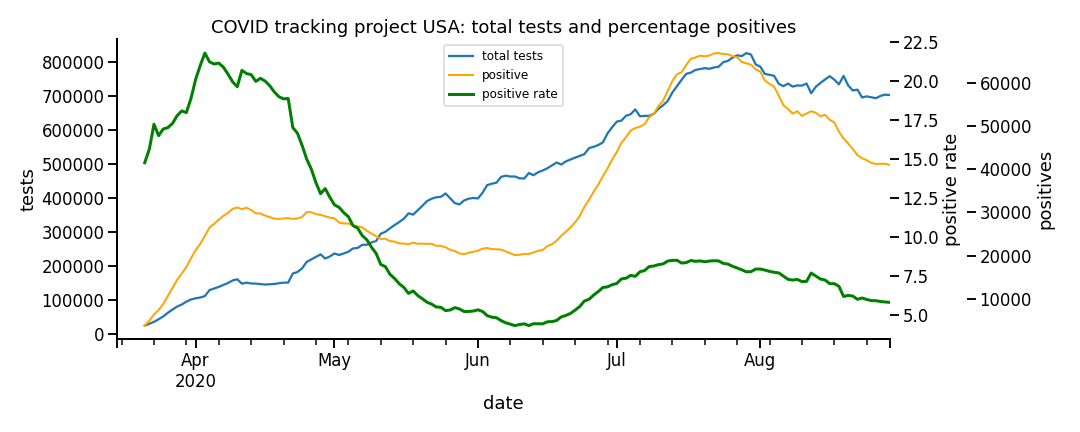 COVID tracking project USA: total tests and percentage positives
total tests
positive
positive rate
tests
800000
700000
600000
500000
400000
300000
200000
100000
0
22.5
20.0
17.5
15.0
12.5
10.0
7.5
5.0
positive rate
60000
50000
40000
30000
20000
10000
positives
Apr
2020
May
Jun
Jul
Aug
date